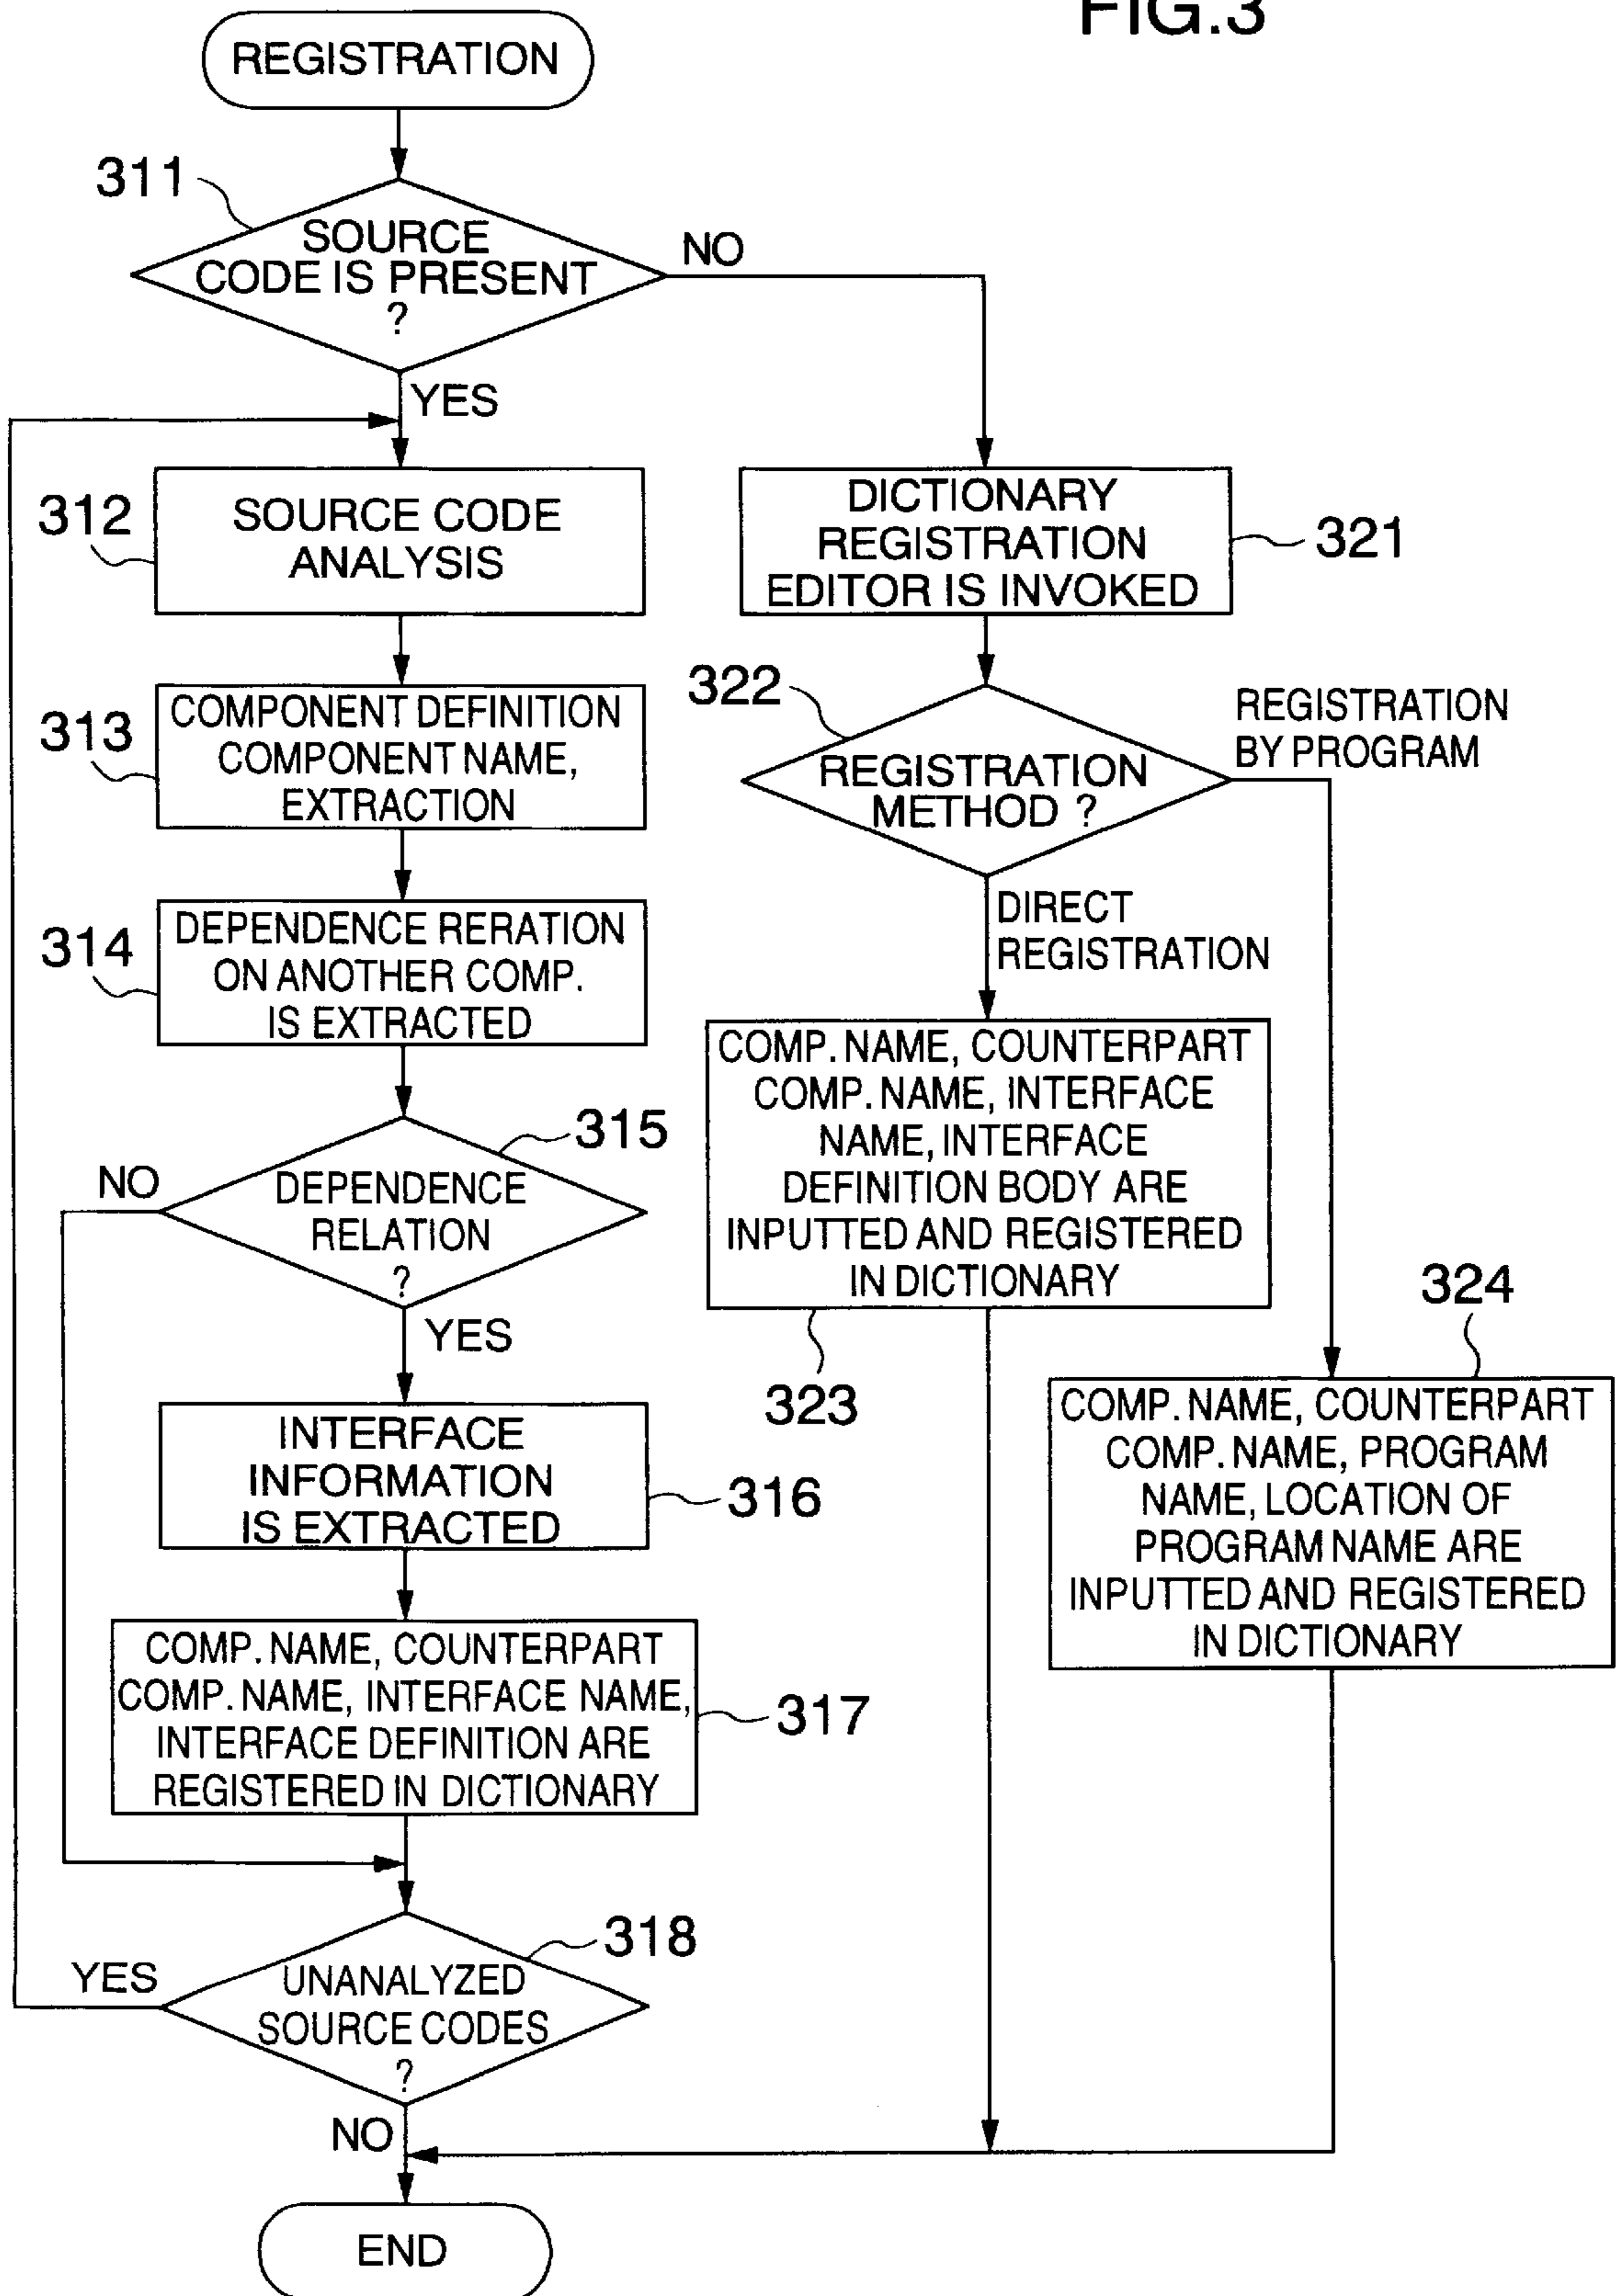 FIG.3
REGISTRATION
311
SOURCE
CODE IS PRESENT
?
NO
YES
312
SOURCE CODE
ANALYSIS
DICTIONARY
REGISTRATION
EDITOR IS INVOKED
321
313
COMPONENT DEFINITION
COMPONENT NAME,
EXTRACTION
322
REGISTRATION
METHOD ?
REGISTRATION
BY PROGRAM
DIRECT
REGISTRATION
314
DEPENDENCE RERATION
ON ANOTHER COMP.
IS EXTRACTED
COMP. NAME, COUNTERPART
COMP. NAME, INTERFACE
NAME, INTERFACE
DEFINITION BODY ARE
INPUTTED AND REGISTERED
IN DICTIONARY
323
315
NO
DEPENDENCE
RELATION
?
YES
324
COMP. NAME, COUNTERPART
COMP. NAME, PROGRAM
NAME, LOCATION OF
PROGRAM NAME ARE
INPUTTED AND REGISTERED
IN DICTIONARY
INTERFACE
INFORMATION
IS EXTRACTED
316
COMP. NAME, COUNTERPART
COMP. NAME, INTERFACE NAME,
INTERFACE DEFINITION ARE
REGISTERED IN DICTIONARY
317
318
YES
UNANALYZED
SOURCE CODES
?
NO
END